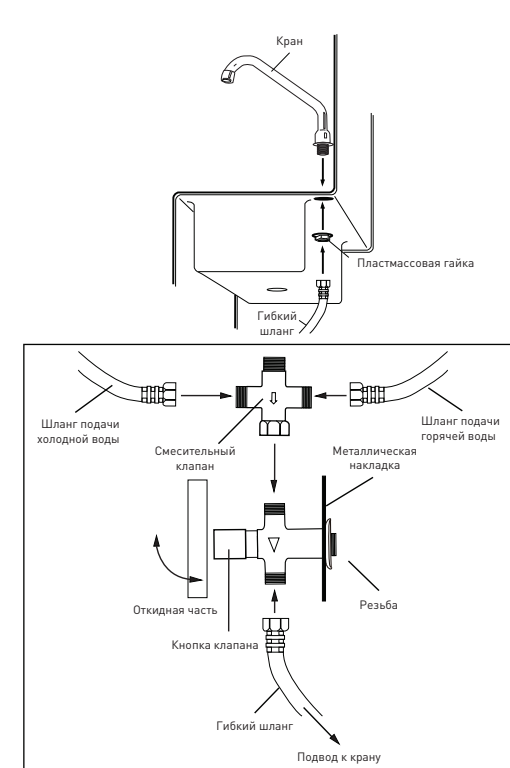 Кран
Пластмассовая гайка
Гибкий
шланг
Шланг подачи
холодной воды
Шланг подачи
горячей воды
Смесительный
клапан
Металлическая
накладка
Откидная часть
Резьба
Кнопка клапана
Гибкий шланг
Подвод к крану